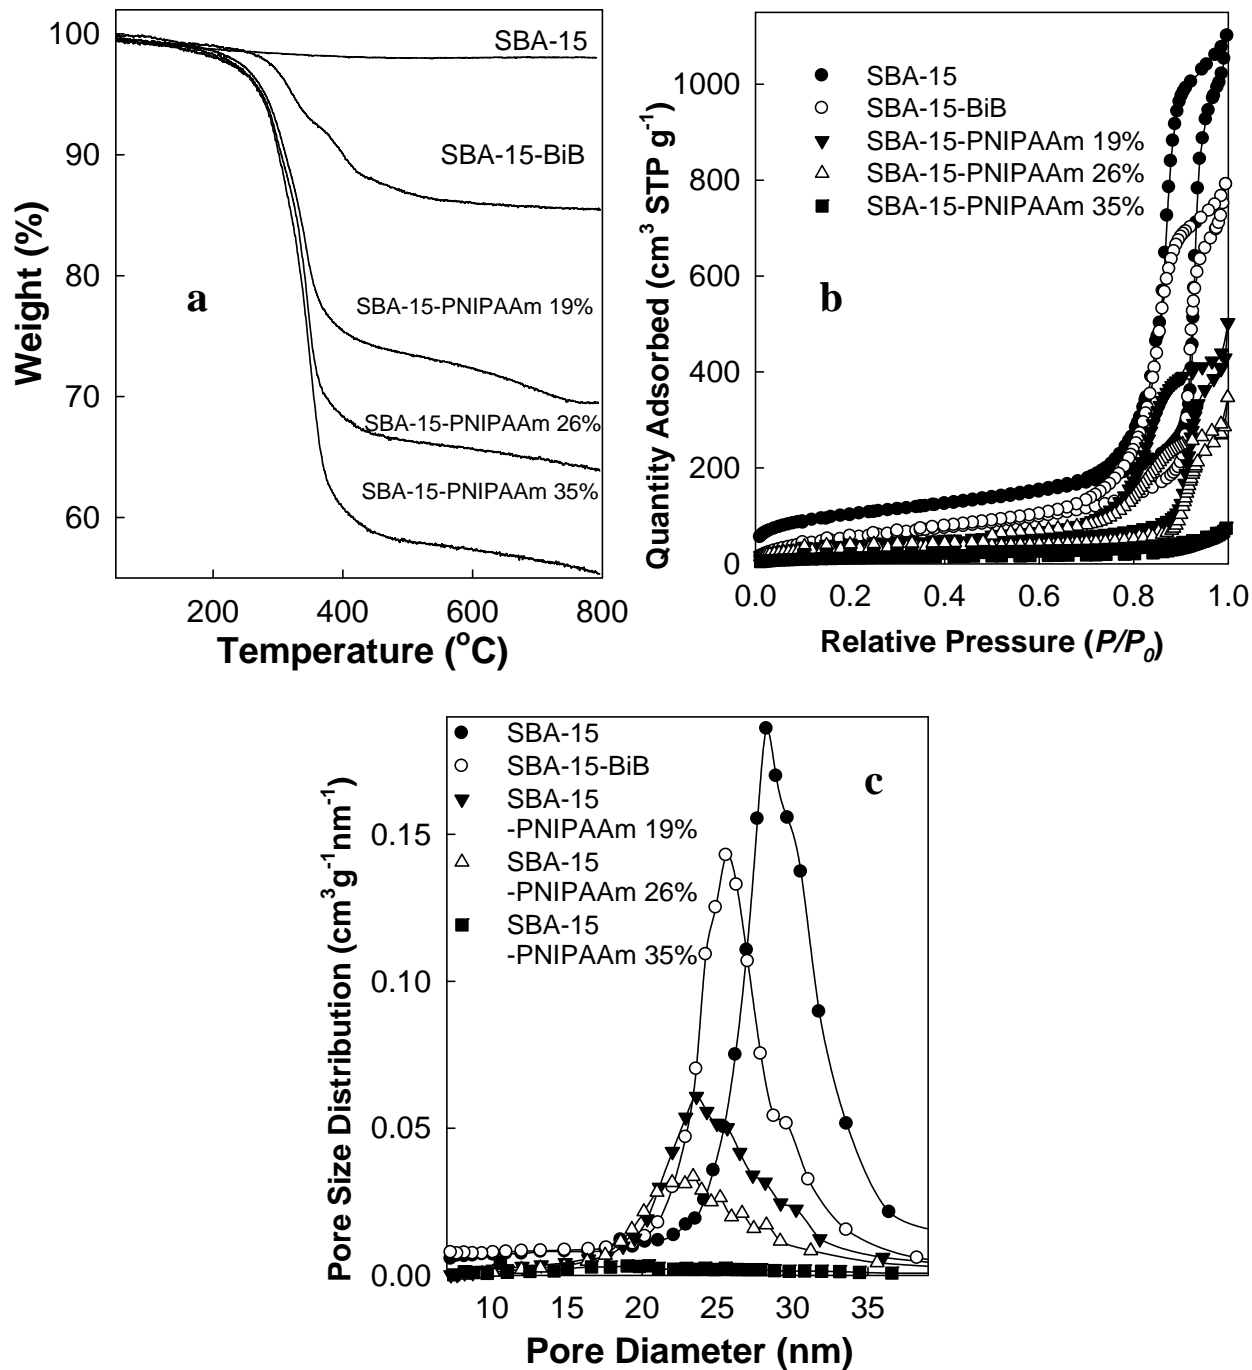 100
90
80
70
60
Weight (%)
SBA-15
SBA-15-BiB
a
SBA-15-PNIPAAm 19%
SBA-15-PNIPAAm 26%
SBA-15-PNIPAAm 35%
200 400 600 800
Temperature (°C)
1000
800
600
400
200
0
Quantity Adsorbed (cm³ STP g⁻¹)
SBA-15
SBA-15-BiB
SBA-15-PNIPAAm 19%
SBA-15-PNIPAAm 26%
SBA-15-PNIPAAm 35%
b
0.0 0.2 0.4 0.6 0.8 1.0
Relative Pressure (P/P₀)
0.15
0.10
0.05
0.00
Pore Size Distribution (cm³g⁻¹nm⁻¹)
SBA-15
SBA-15-BiB
SBA-15
-PNIPAAm 19%
SBA-15
-PNIPAAm 26%
SBA-15
-PNIPAAm 35%
c
10 15 20 25 30 35
Pore Diameter (nm)